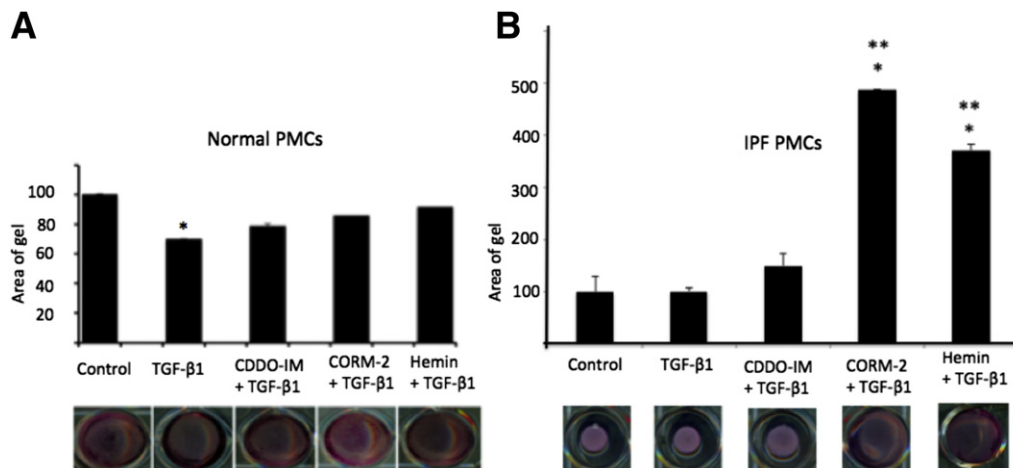 A
Normal PMCs
Area of gel
100
80
60
40
20
*
Control
TGF-β1
CDDO-IM
+ TGF-β1
CORM-2
+ TGF-β1
Hemin
+ TGF-β1
B
IPF PMCs
Area of gel
500
400
300
200
100
**
*
**
*
Control
TGF-β1
CDDO-IM
+ TGF-β1
CORM-2
+ TGF-β1
Hemin
+ TGF-β1